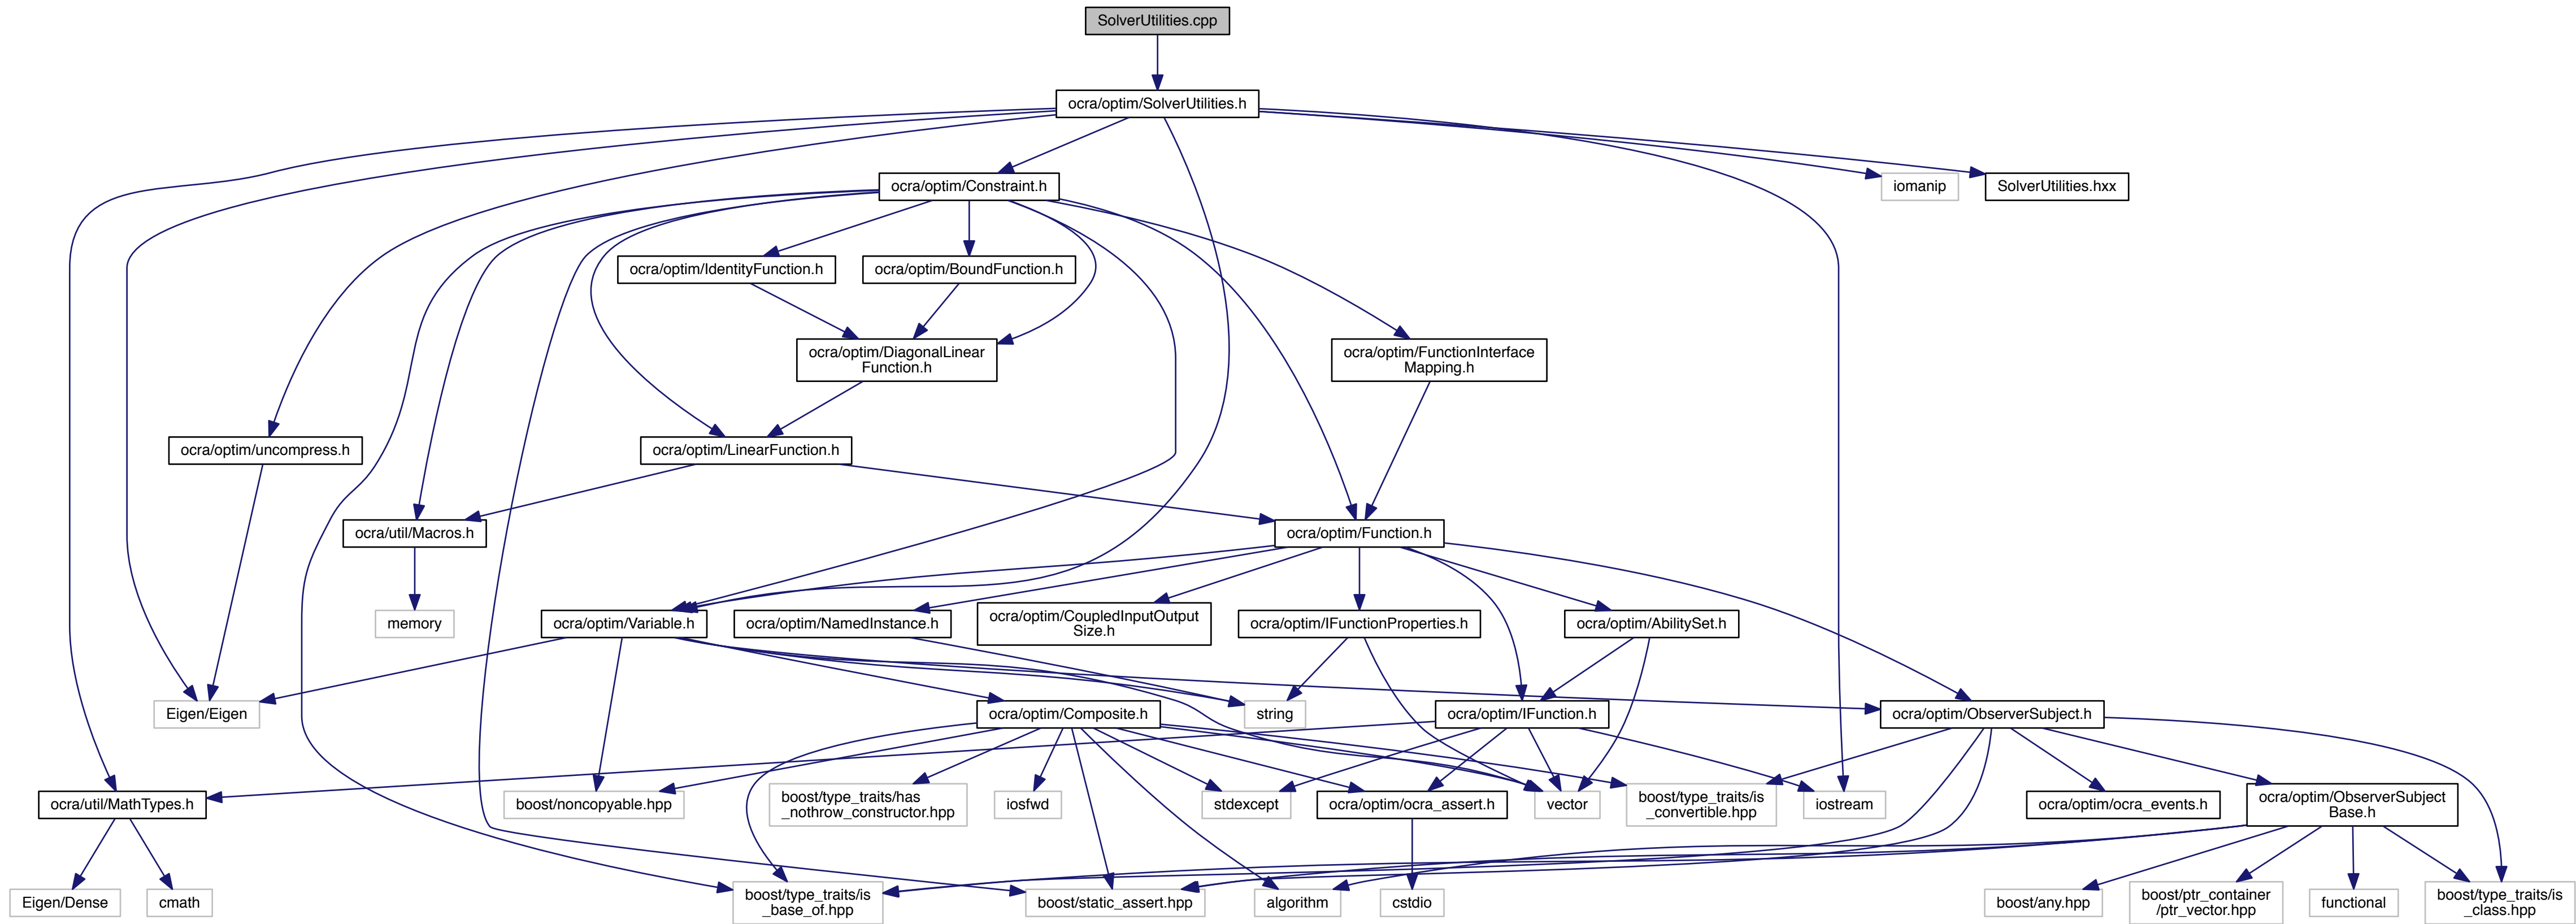 SolverUtilities.cpp
ocra/optim/SolverUtilities.h
ocra/optim/Constraint.h
iomanip
SolverUtilities.hxx
ocra/optim/IdentityFunction.h
ocra/optim/BoundFunction.h
ocra/optim/DiagonalLinear
Function.h
ocra/optim/FunctionInterface
Mapping.h
ocra/optim/uncompress.h
ocra/optim/LinearFunction.h
ocra/util/Macros.h
ocra/optim/Function.h
memory
ocra/optim/Variable.h
ocra/optim/NamedInstance.h
ocra/optim/CoupledInputOutput
Size.h
ocra/optim/IFunctionProperties.h
ocra/optim/AbilitySet.h
Eigen/Eigen
ocra/optim/Composite.h
string
ocra/optim/IFunction.h
ocra/optim/ObserverSubject.h
ocra/util/MathTypes.h
boost/noncopyable.hpp
boost/type_traits/has
_nothrow_constructor.hpp
iosfwd
stdexcept
ocra/optim/ocra_assert.h
vector
boost/type_traits/is
_convertible.hpp
iostream
ocra/optim/ocra_events.h
ocra/optim/ObserverSubject
Base.h
Eigen/Dense
cmath
boost/type_traits/is
_base_of.hpp
boost/static_assert.hpp
algorithm
cstdio
boost/any.hpp
boost/ptr_container
/ptr_vector.hpp
functional
boost/type_traits/is
_class.hpp